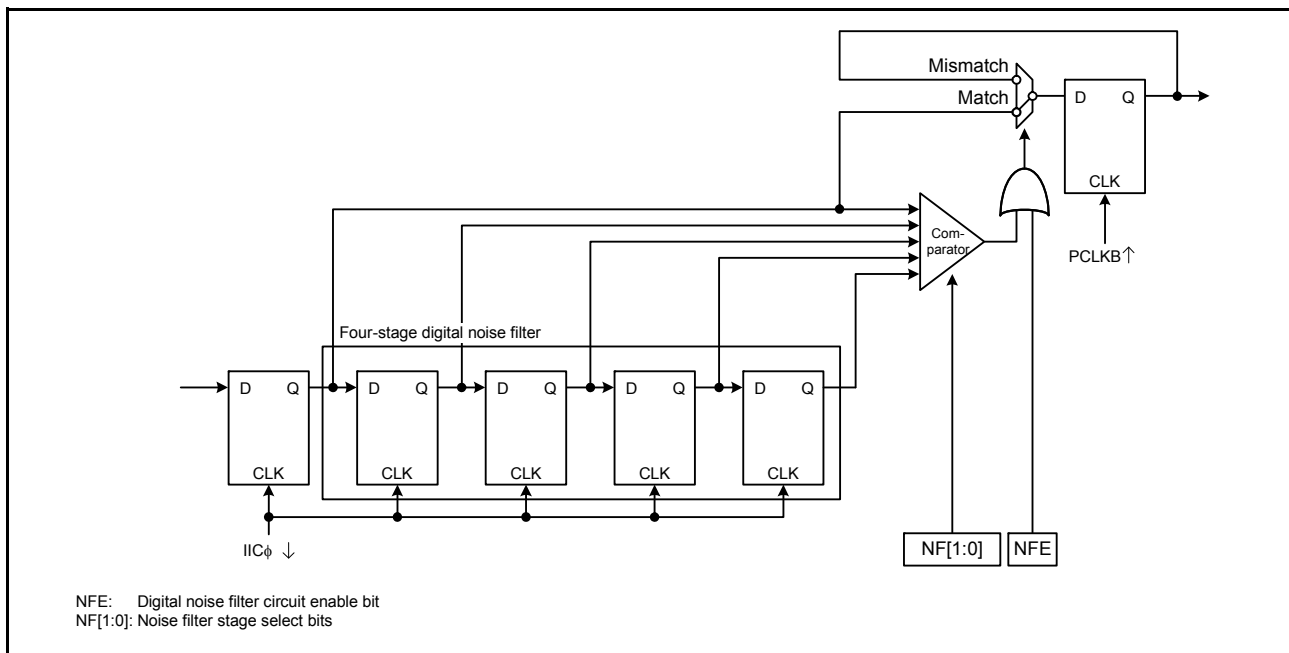 Mismatch
Match
D Q
CLK
PCLKB↑
Com-
parator
Four-stage digital noise filter
D Q D Q D Q D Q D Q
CLK CLK CLK CLK CLK
IICϕ ↓
NF[1:0] NFE
NFE: Digital noise filter circuit enable bit
NF[1:0]: Noise filter stage select bits